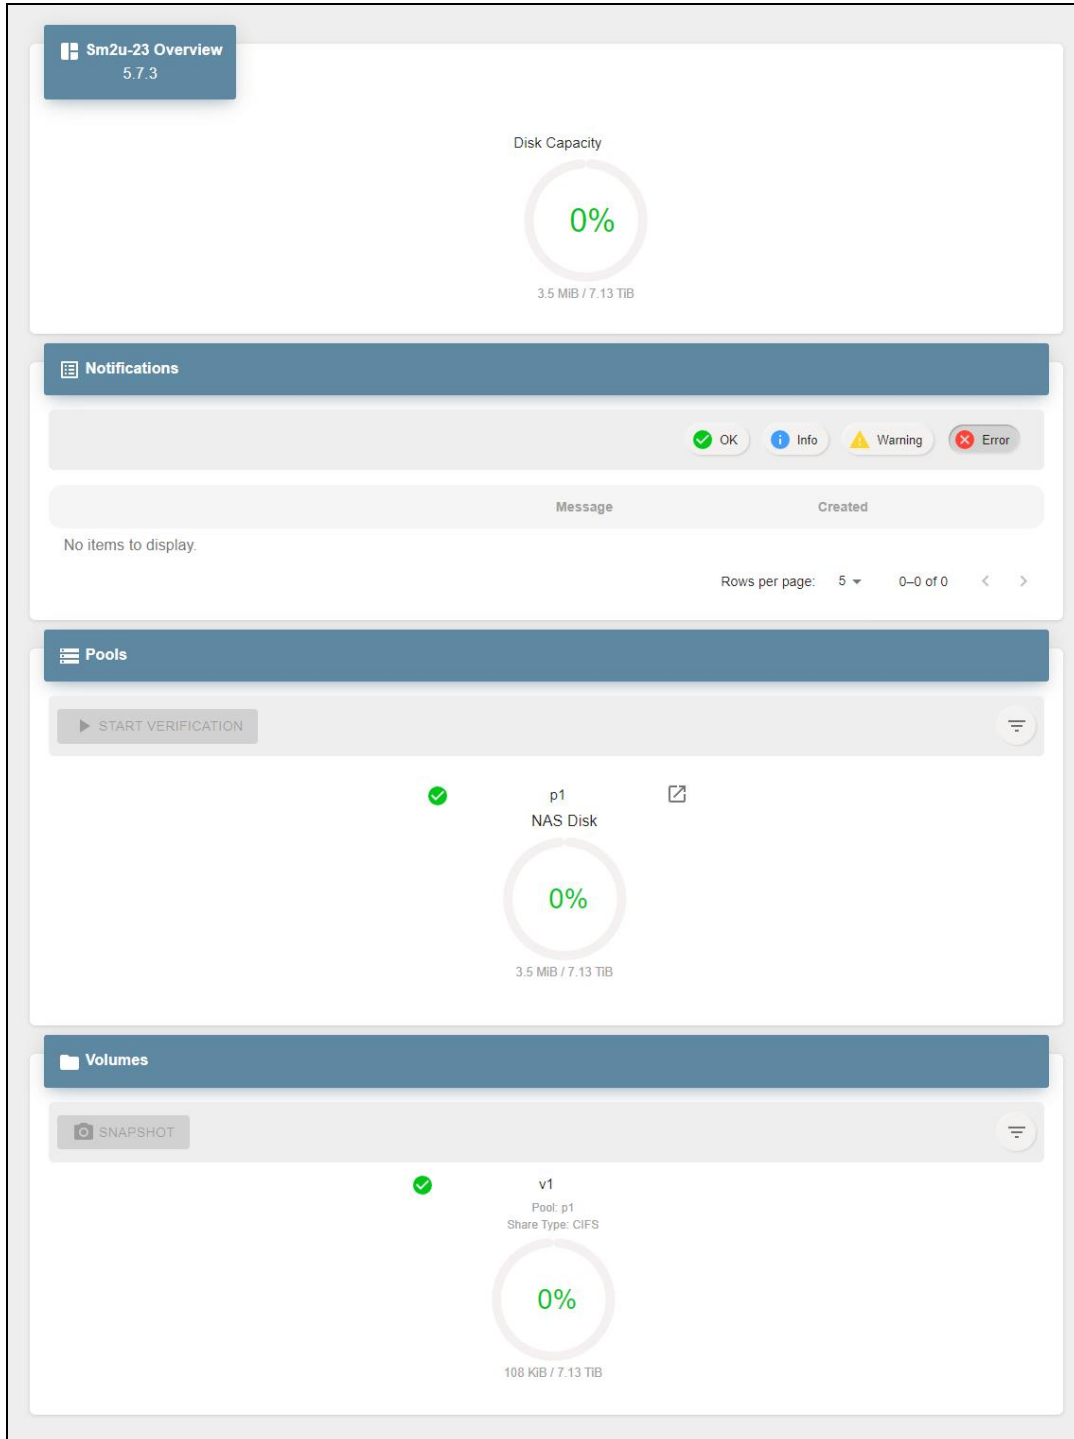 Sm2u-23 Overview
5.7.3
Disk Capacity
0%
3.5 MiB / 7.13 TiB
Notifications
OK Info Warning Error
Message Created
No items to display.
Rows per page: 5 0–0 of 0
Pools
START VERIFICATION
p1
NAS Disk
0%
3.5 MiB / 7.13 TiB
Volumes
SNAPSHOT
v1
Pool: p1
Share Type: CIFS
0%
108 KiB / 7.13 TiB